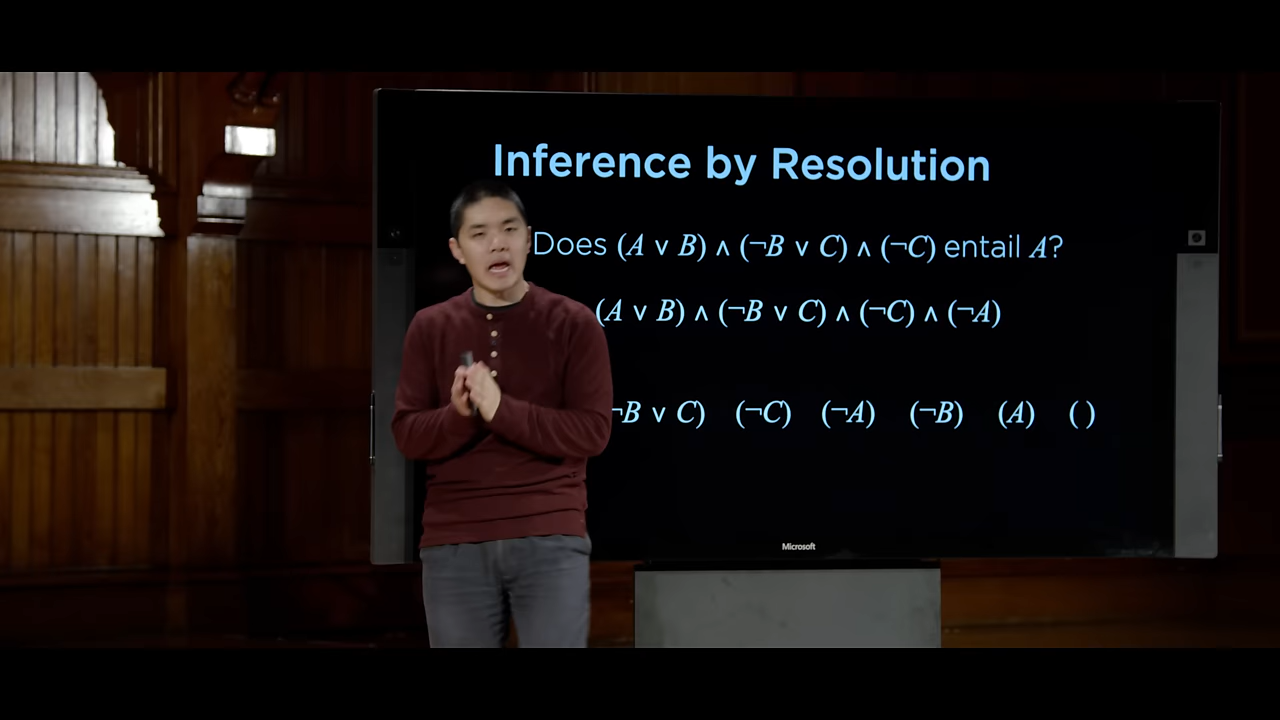 Inference by Resolution
Does (A ∨ B) ∧ (¬B ∨ C) ∧ (¬C) entail A?
(A ∨ B) ∧ (¬B ∨ C) ∧ (¬C) ∧ (¬A)
¬B ∨ C) (¬C) (¬A) (¬B) (A) ( )
Microsoft